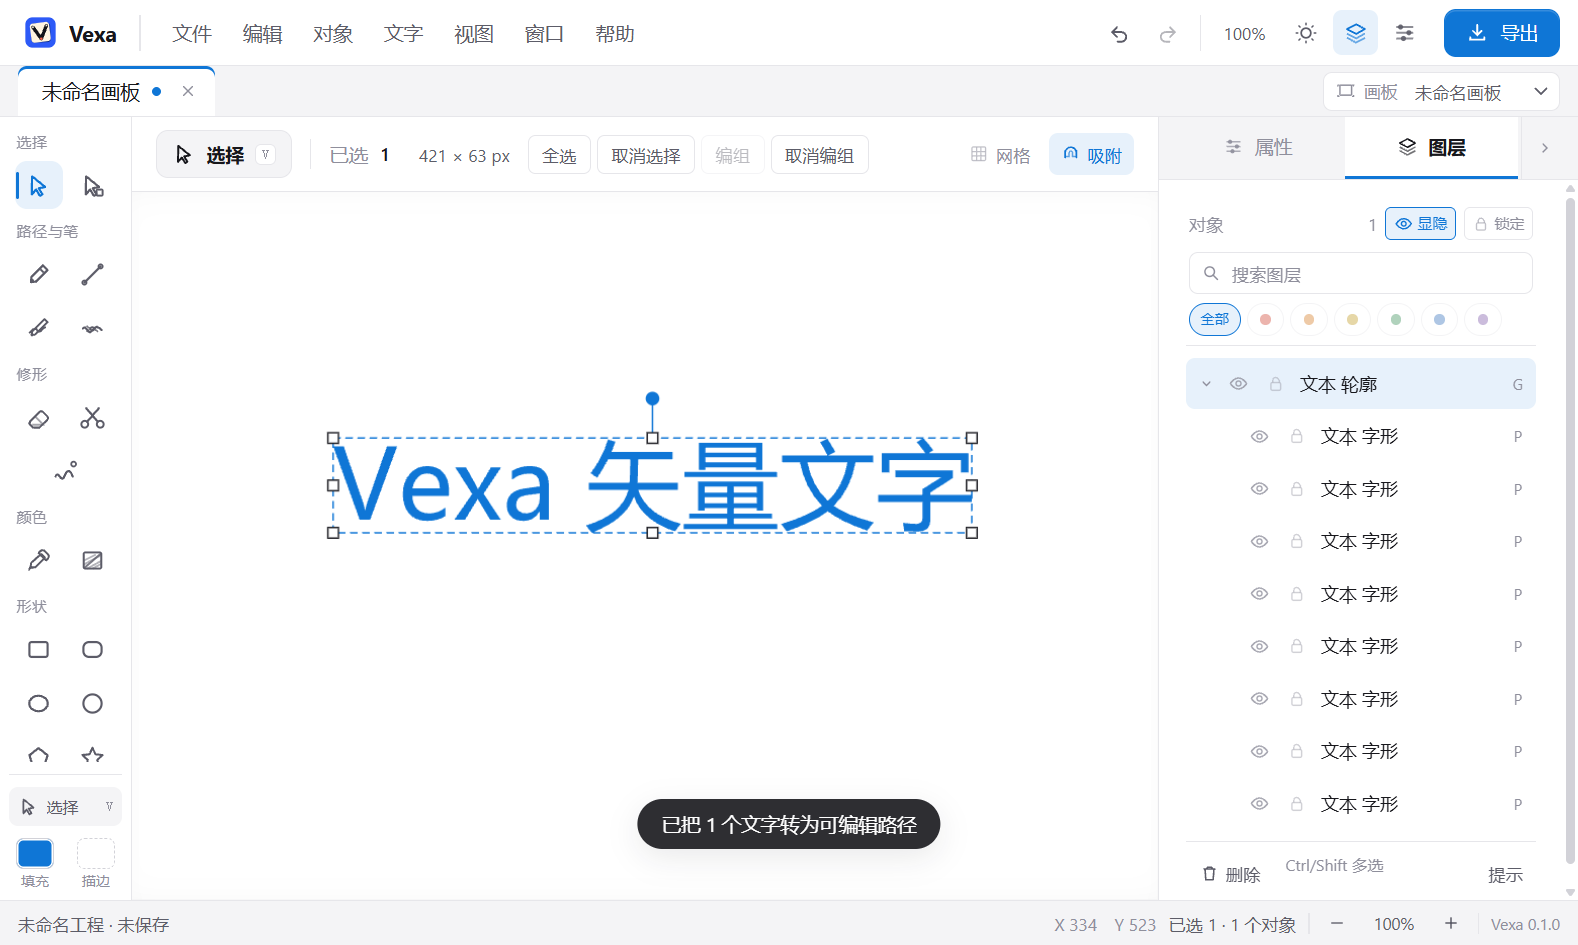 Vexa 文件 编辑 对象 文字 视图 窗口 帮助 100% 导出
未命名画板 画板 未命名画板
选择 选择 V 已选 1 421 × 63 px 全选 取消选择 编组 取消编组 网格 吸附 属性 图层
路径与笔
修形
颜色
形状
选择 V
填充 描边
Vexa 矢量文字
已把 1 个文字转为可编辑路径
对象 1 显隐 锁定
搜索图层
全部
文本 轮廓 G
文本 字形 P
文本 字形 P
文本 字形 P
文本 字形 P
文本 字形 P
文本 字形 P
文本 字形 P
文本 字形 P
删除 Ctrl/Shift 多选 提示
未命名工程 · 未保存 X 334 Y 523 已选 1 · 1 个对象 100% Vexa 0.1.0